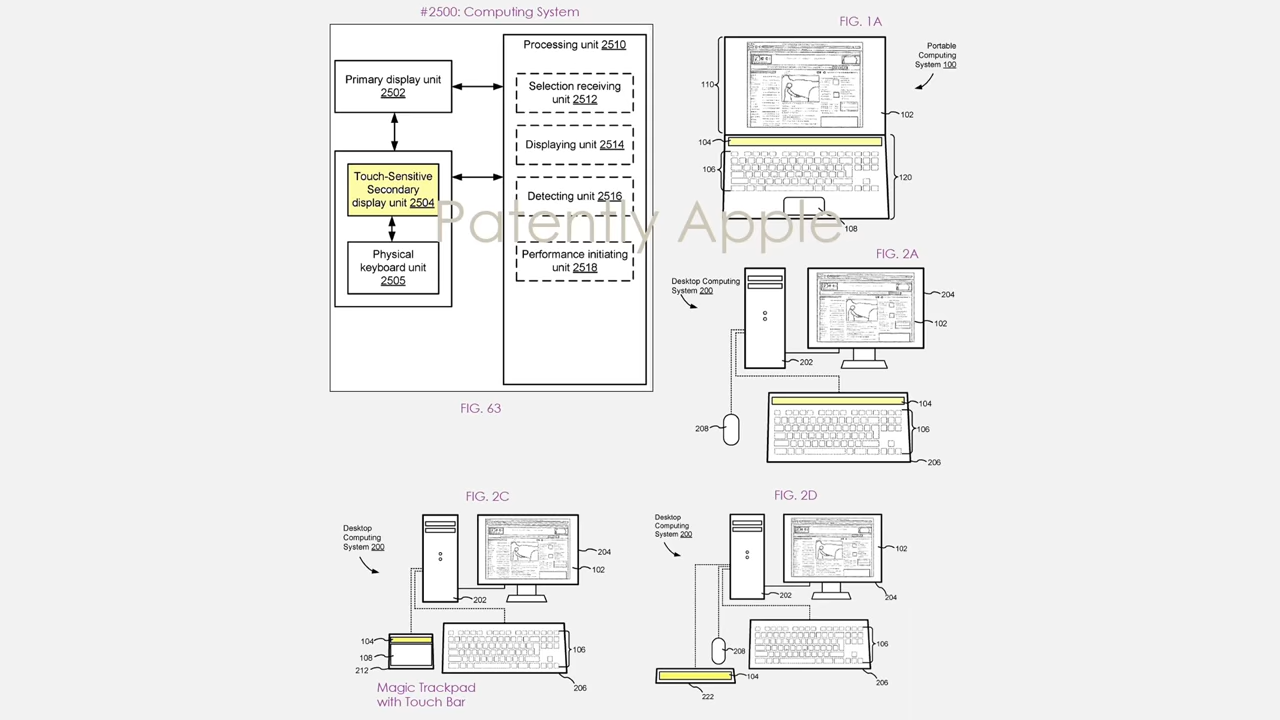 #2500: Computing System
Processing unit 2510
Primary display unit
2502
Selection receiving
unit 2512
Displaying unit 2514
Touch-Sensitive
Secondary
display unit 2504
Detecting unit 2516
Physical
keyboard unit
2505
Performance initiating
unit 2518
FIG. 63
Patently Apple
FIG. 1A
Portable
Computing
System 100
110
102
104
106
120
108
FIG. 2A
Desktop Computing
System 200
204
102
202
104
208
106
206
FIG. 2C
Desktop
Computing
System 200
204
102
202
104
108
212
106
206
Magic Trackpad
with Touch Bar
FIG. 2D
Desktop
Computing
System 200
102
202
204
208
106
104
206
222